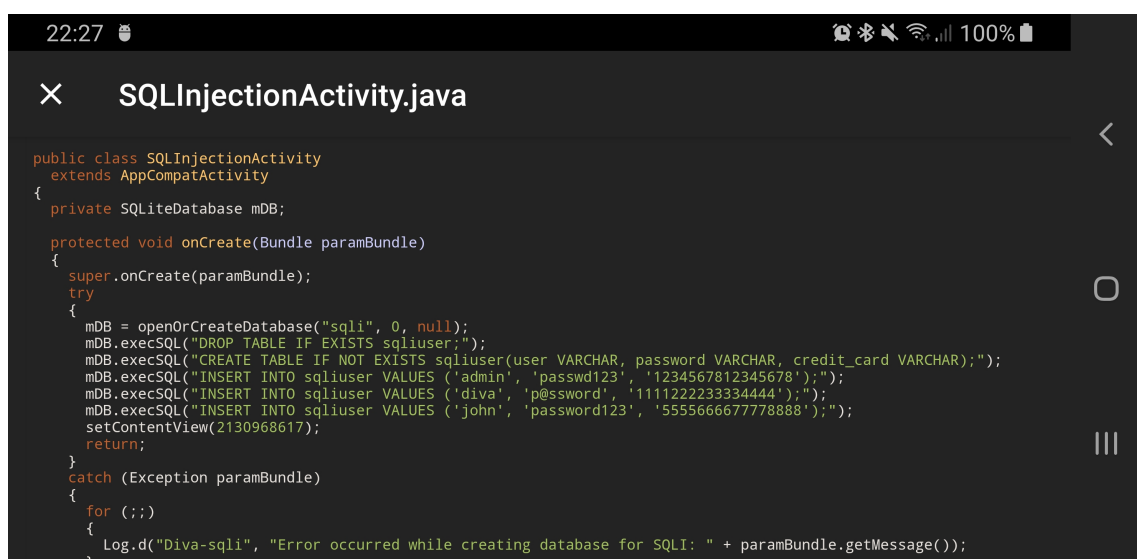 22:27 100%
SQLInjectionActivity.java
public class SQLInjectionActivity
  extends AppCompatActivity
{
  private SQLiteDatabase mDB;

  protected void onCreate(Bundle paramBundle)
  {
    super.onCreate(paramBundle);
    try
    {
      mDB = openOrCreateDatabase("sqli", 0, null);
      mDB.execSQL("DROP TABLE IF EXISTS sqliuser;");
      mDB.execSQL("CREATE TABLE IF NOT EXISTS sqliuser(user VARCHAR, password VARCHAR, credit_card VARCHAR);");
      mDB.execSQL("INSERT INTO sqliuser VALUES ('admin', 'passwd123', '1234567812345678');");
      mDB.execSQL("INSERT INTO sqliuser VALUES ('diva', 'p@ssword', '1111222233334444');");
      mDB.execSQL("INSERT INTO sqliuser VALUES ('john', 'password123', '5555666677778888');");
      setContentView(2130968617);
      return;
    }
    catch (Exception paramBundle)
    {
      for (;;)
      {
        Log.d("Diva-sqli", "Error occurred while creating database for SQLI: " + paramBundle.getMessage());
      }